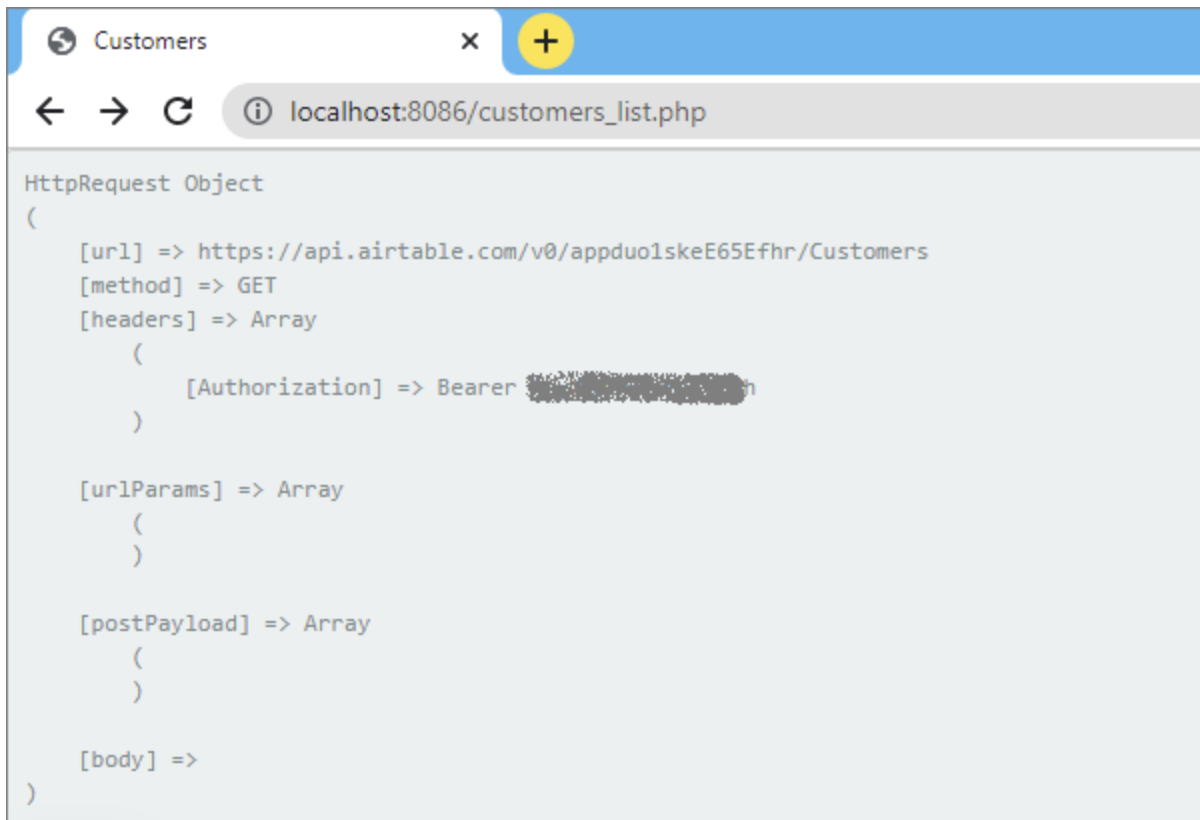 Customers
localhost:8086/customers_list.php
HttpRequest Object
(
    [url] => https://api.airtable.com/v0/appduo1skeE65Efhr/Customers
    [method] => GET
    [headers] => Array
        (
            [Authorization] => Bearer
        )
    [urlParams] => Array
        (
        )
    [postPayload] => Array
        (
        )
    [body] =>
)